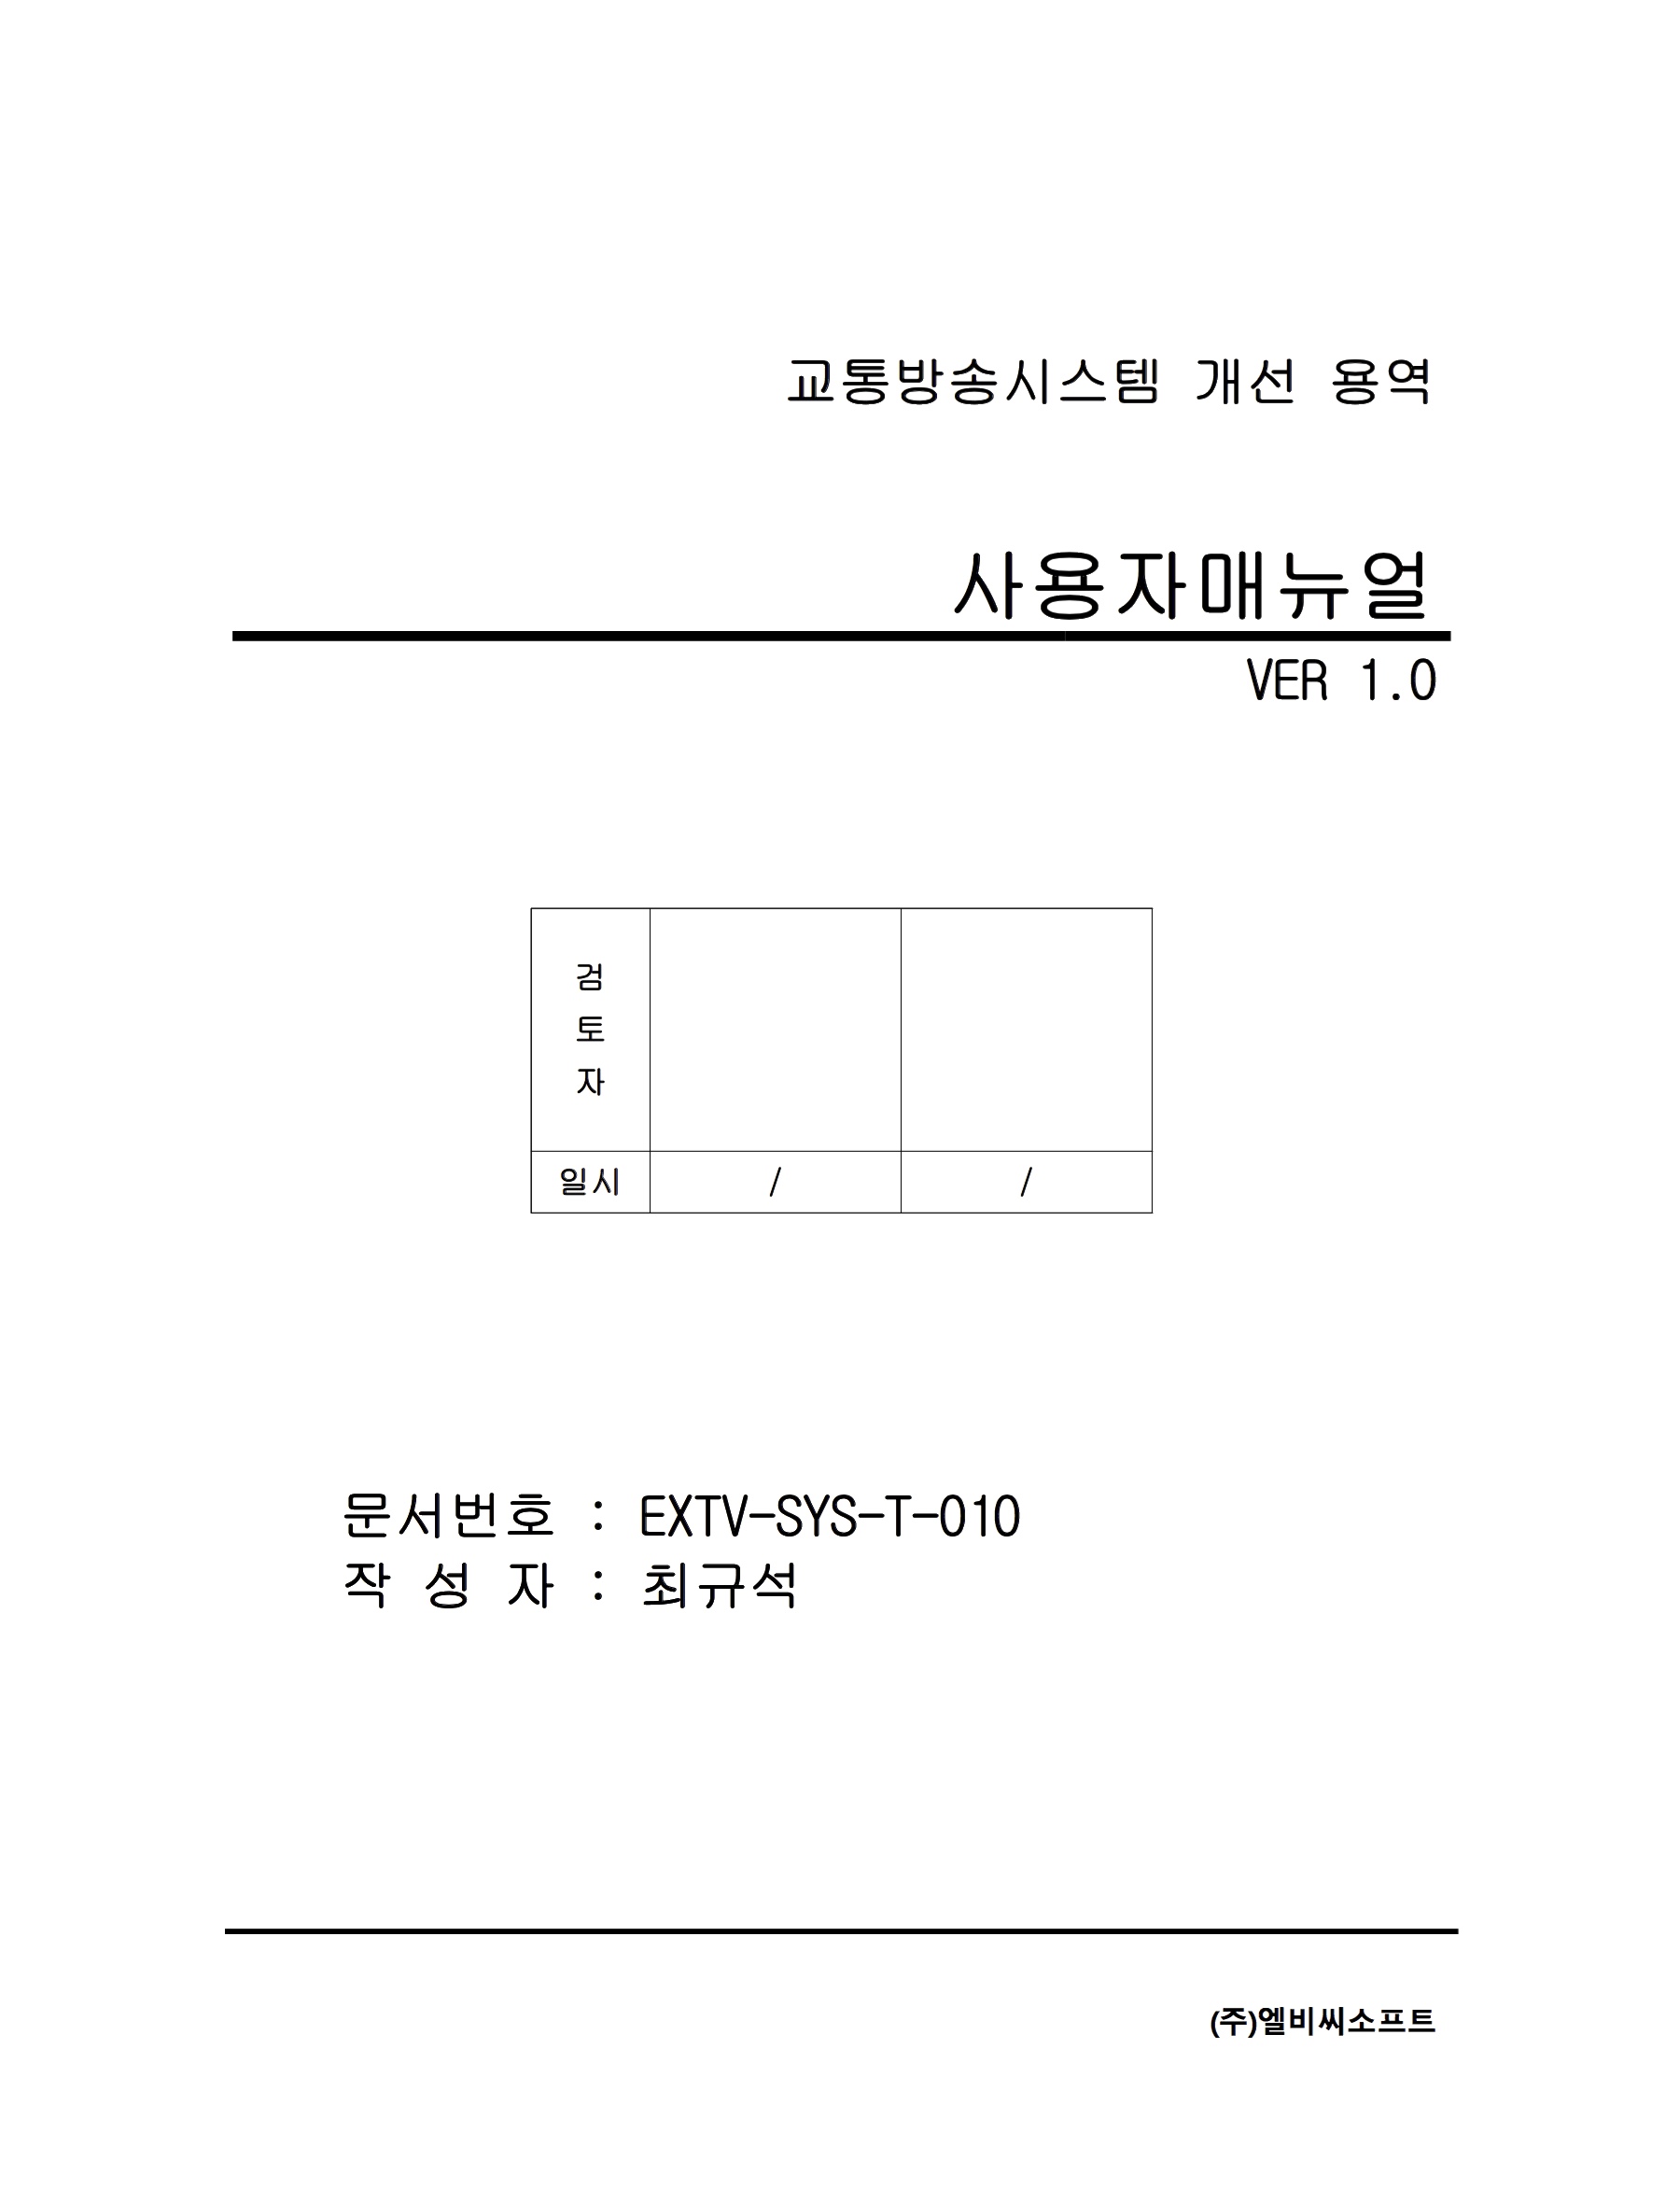 교통방송시스템 개선 용역
사용자매뉴얼
VER 1.0
검
토
자
일시 / /
문서번호 : EXTV-SYS-T-010
작 성 자 : 최규석
(주)엘비씨소프트